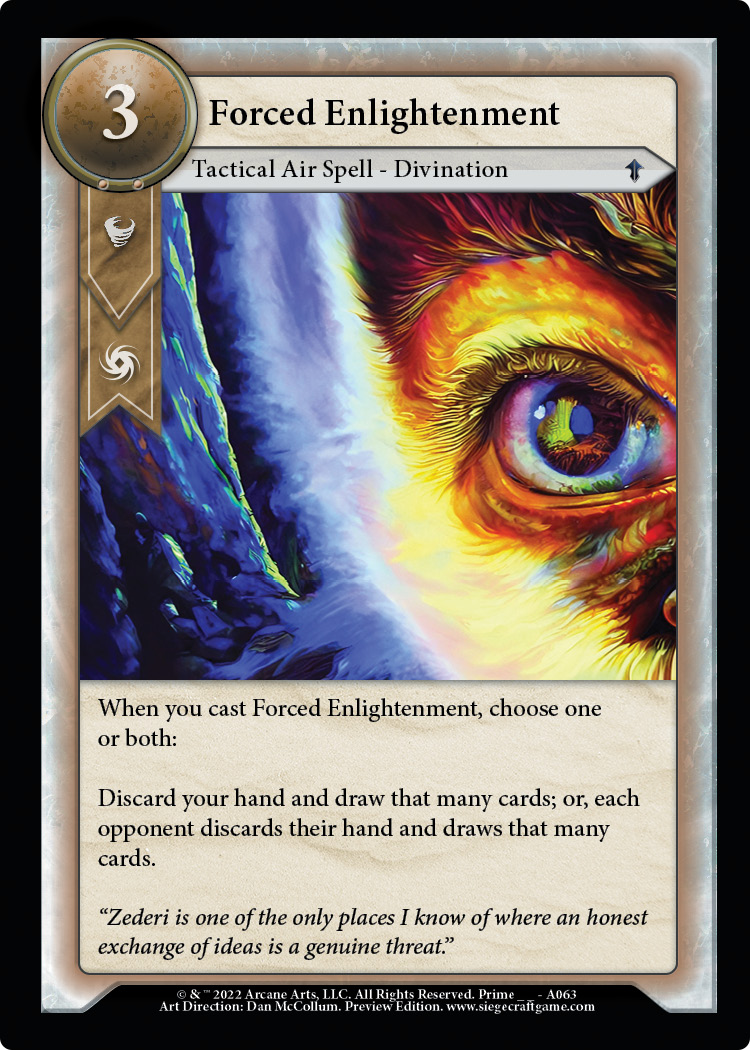 3
Forced Enlightenment
Tactical Air Spell - Divination
When you cast Forced Enlightenment, choose one
or both:
Discard your hand and draw that many cards; or, each
opponent discards their hand and draws that many
cards.
“Zederi is one of the only places I know of where an honest
exchange of ideas is a genuine threat.”
© & ™ 2022 Arcane Arts, LLC. All Rights Reserved. Prime _ _ - A063
Art Direction: Dan McCollum. Preview Edition. www.siegecraftgame.com